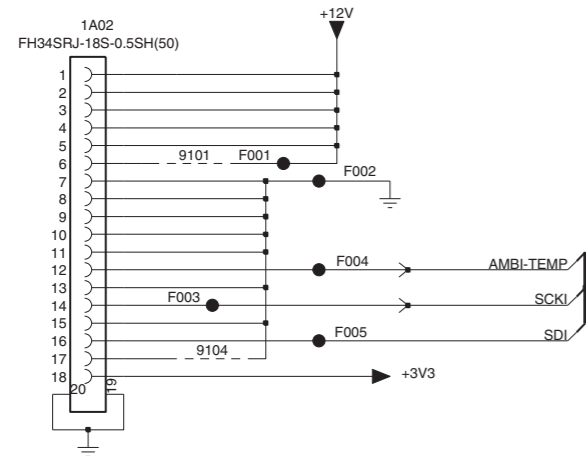 +12V
1A02
FH34SRJ-18S-0.5SH(50)
1
2
3
4
5
6 9101 F001
7 F002
8
9
10
11
12 F004 AMBI-TEMP
13
14 F003 SCKI
15
16 F005 SDI
17 9104
18 +3V3
20 19